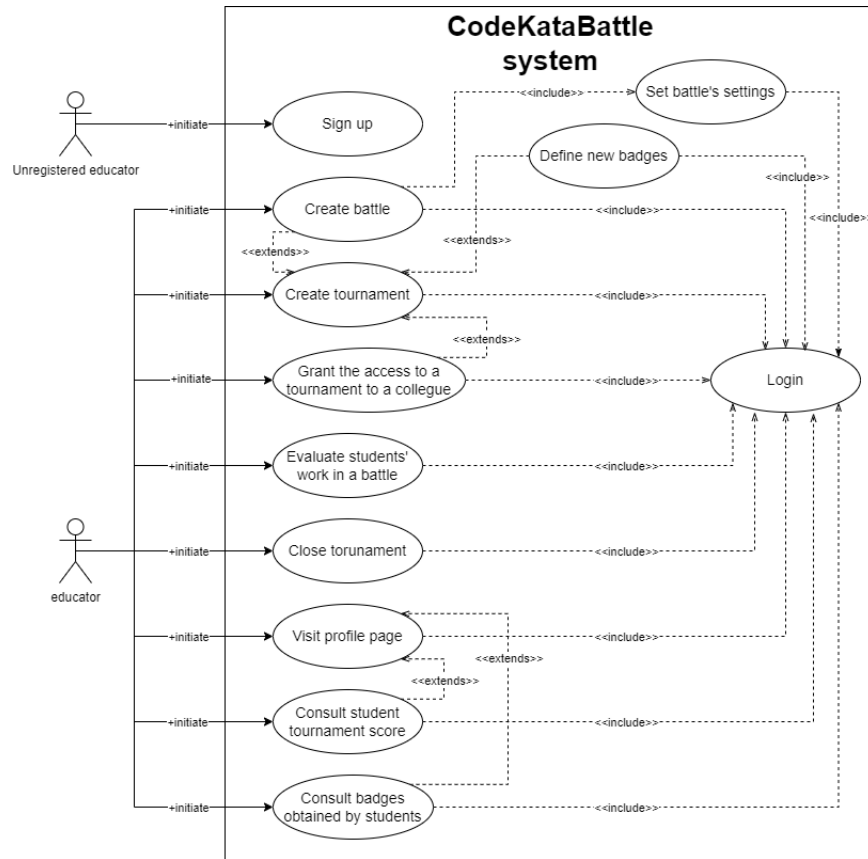 CodeKataBattle
system
<<include>>
Set battle's settings
+initiate
Sign up
Unregistered educator
Define new badges
<<include>>
+initiate
Create battle
<<include>>
<<include>>
<<extends>>
<<extends>>
+initiate
Create tournament
<<include>>
<<extends>>
+initiate
Grant the access to a
tournament to a collegue
<<include>>
Login
+initiate
Evaluate students'
work in a battle
<<include>>
educator
+initiate
Close torunament
<<include>>
+initiate
Visit profile page
<<include>>
<<extends>>
<<extends>>
+initiate
Consult student
tournament score
<<include>>
+initiate
Consult badges
obtained by students
<<include>>